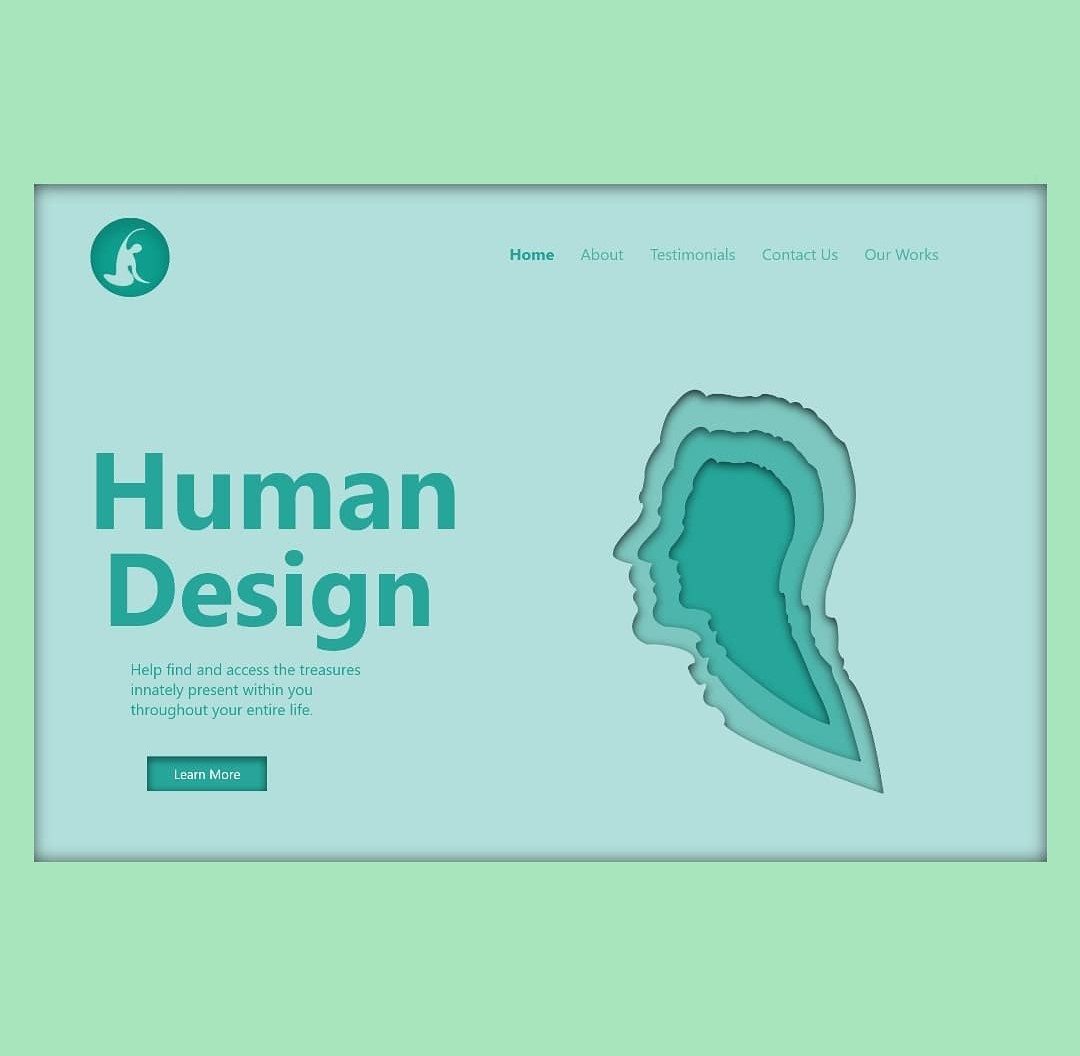 Home About Testimonials Contact Us Our Works
Human
Design
Help find and access the treasures
innately present within you
throughout your entire life.
Learn More